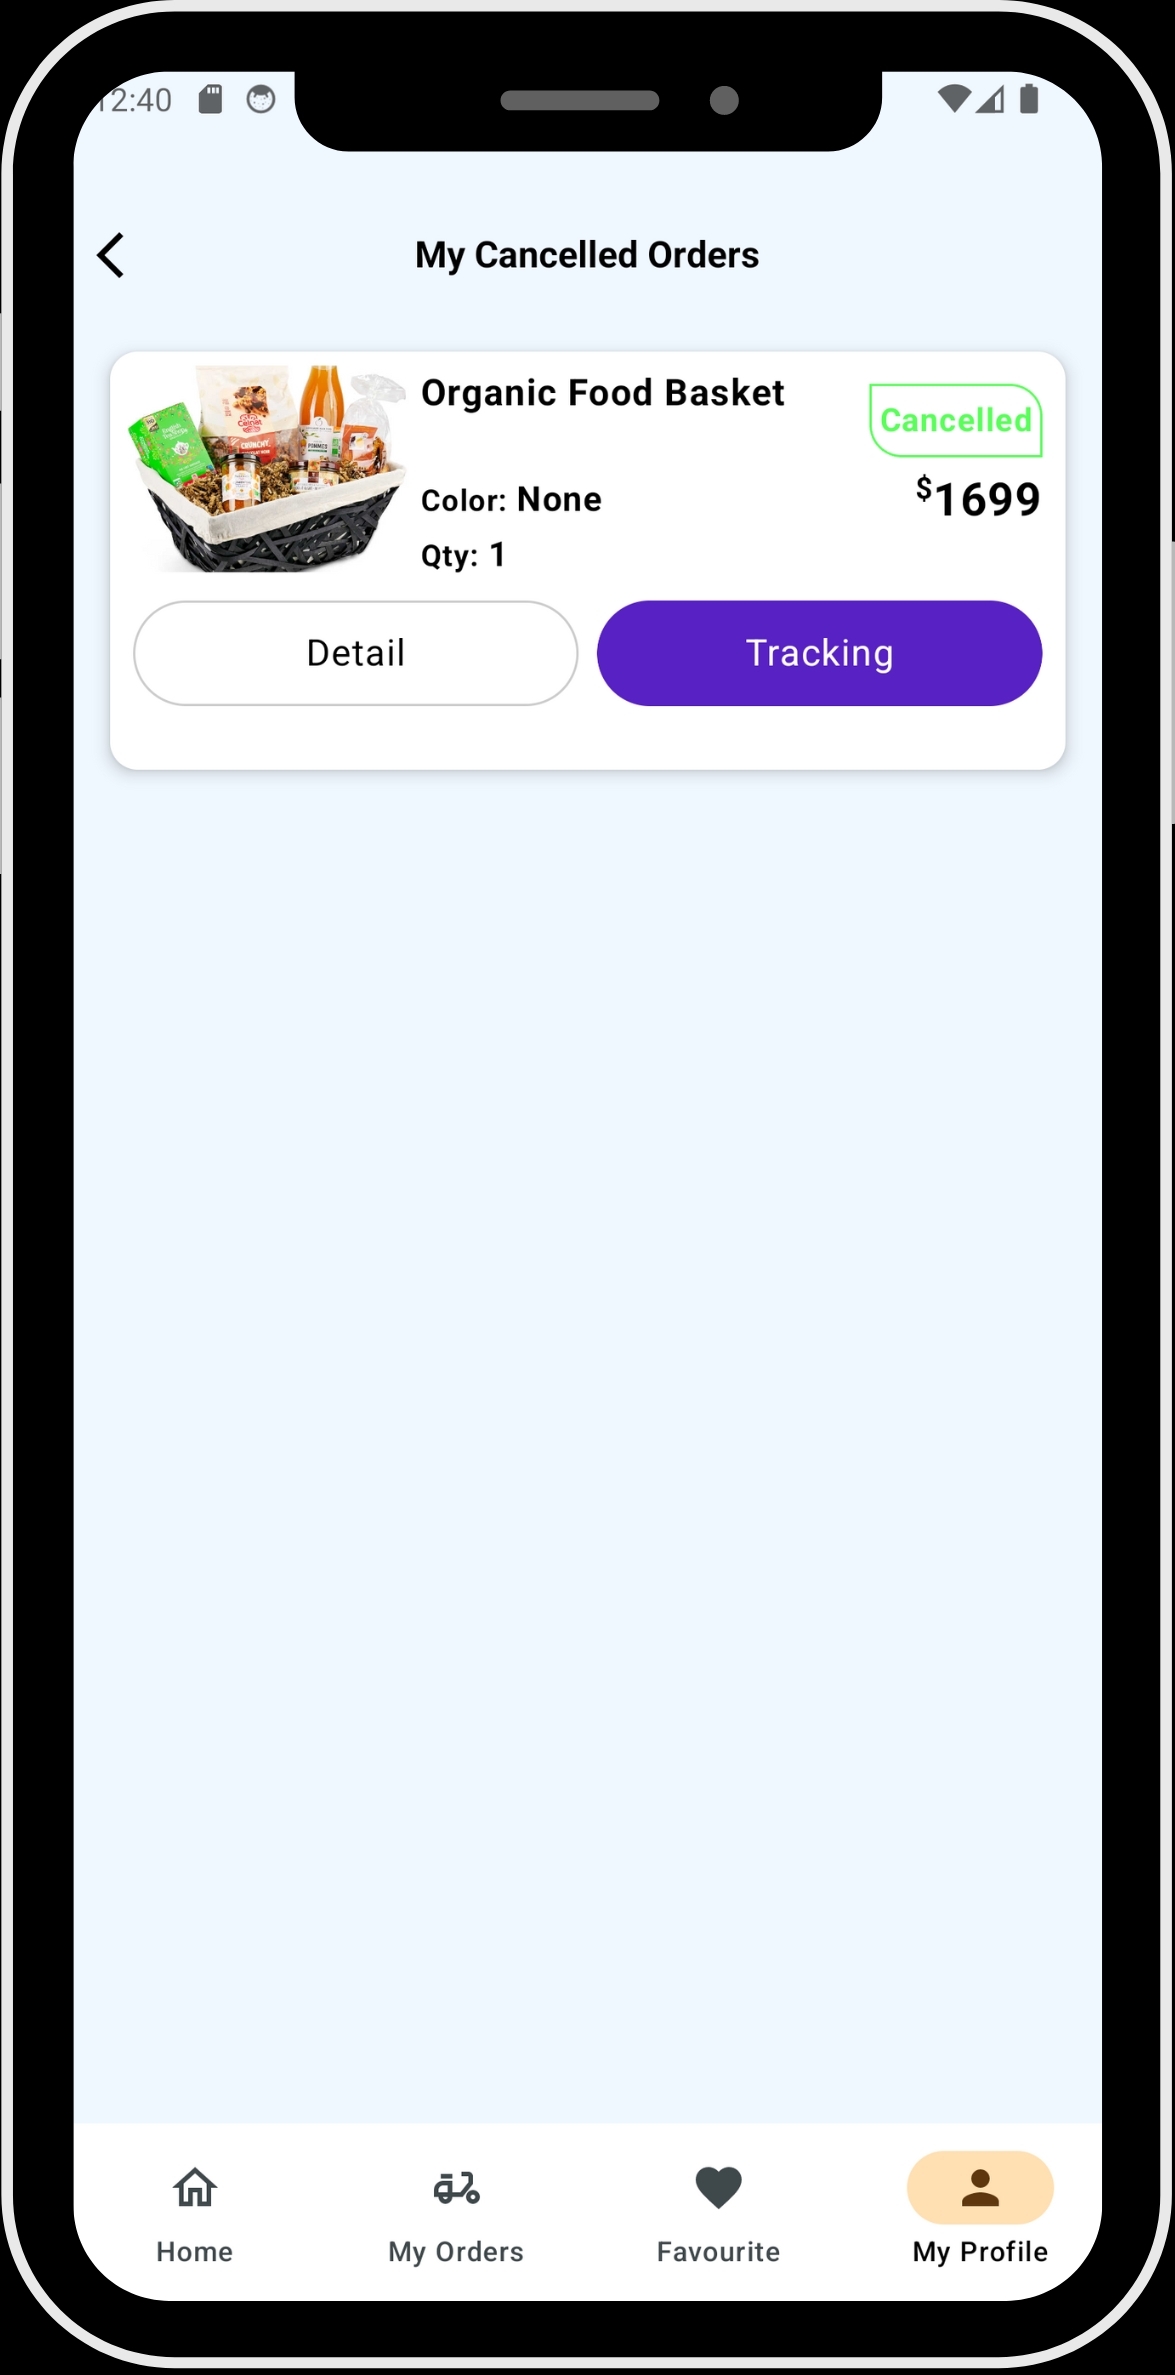 12:40
My Cancelled Orders
Organic Food Basket
Cancelled
Color: None
$1699
Qty: 1
Detail
Tracking
Home
My Orders
Favourite
My Profile